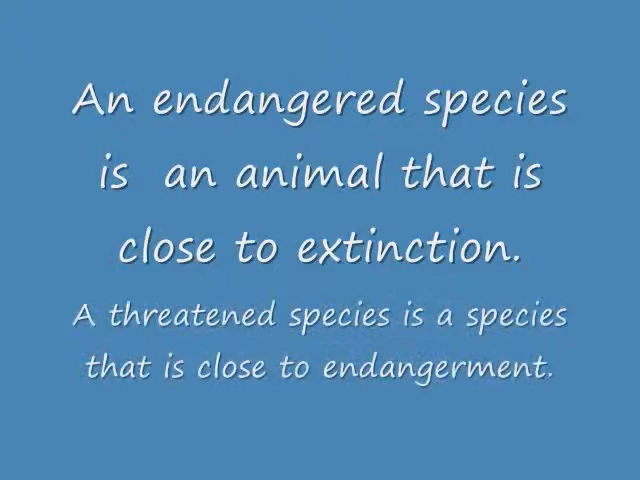 An endangered species
is an animal that is
close to extinction.
A threatened species is a species
that is close to endangerment.